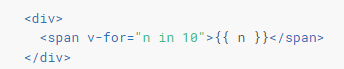 <div>
<span v-for="n in 10">{{ n }}</span>
</div>